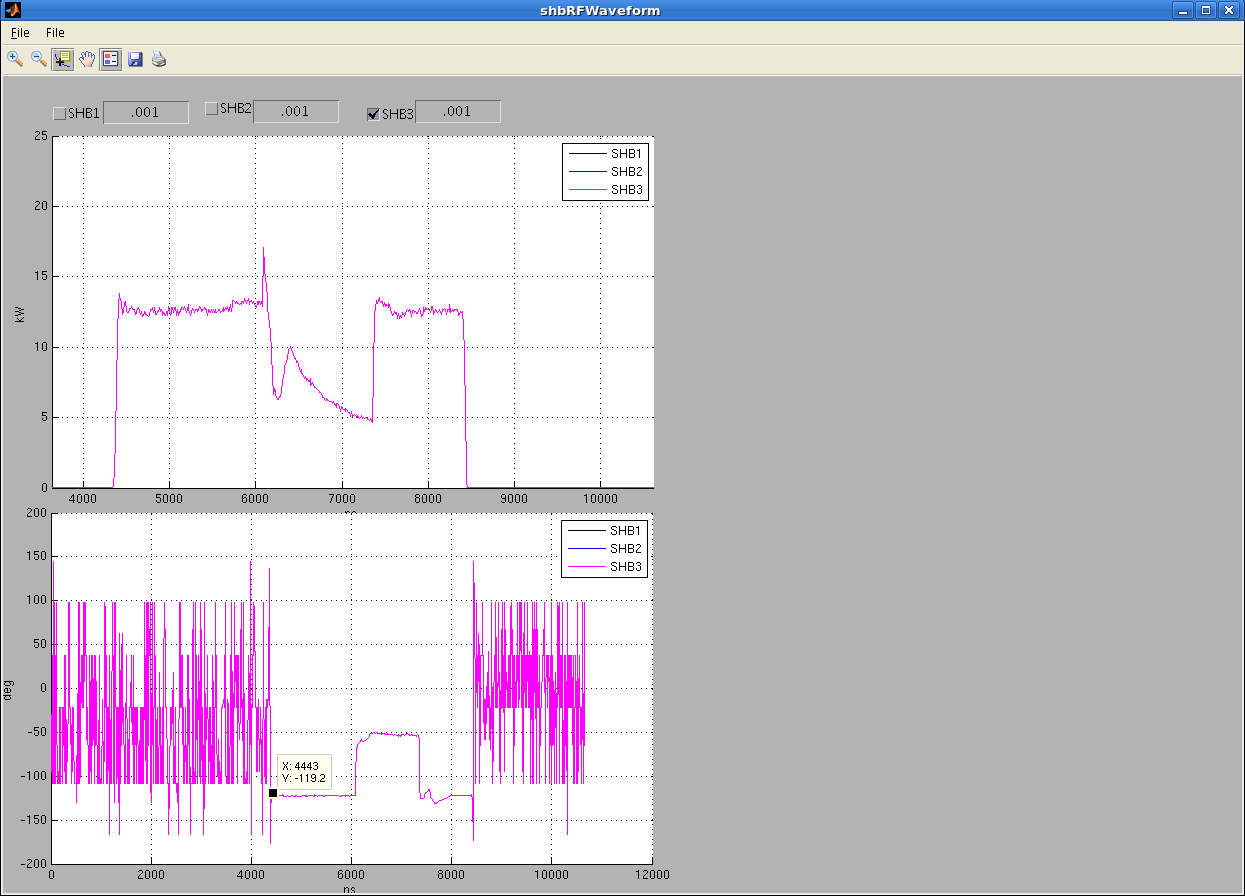 shbRFWaveform
File File
SHB1 .001 SHB2 .001 SHB3 .001
25
20
15
10
5
0
kW
SHB1
SHB2
SHB3
4000 5000 6000 7000 8000 9000 10000
200
150
100
50
0
-50
-100
-150
-200
deg
SHB1
SHB2
SHB3
X: 4443
Y: -119.2
0 2000 4000 6000 8000 10000 12000
ns